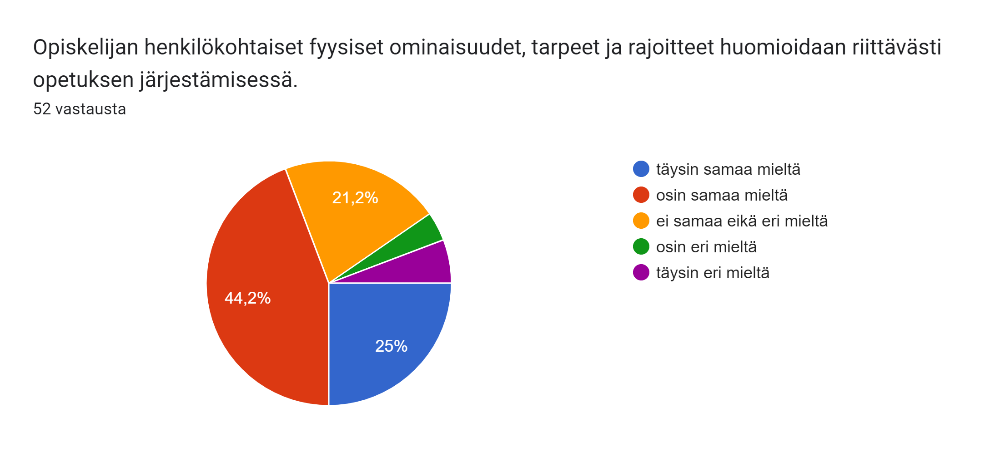 Opiskelijan henkilökohtaiset fyysiset ominaisuudet, tarpeet ja rajoitteet huomioidaan riittävästi
opetuksen järjestämisessä.
52 vastausta
21,2%
44,2%
25%
täysin samaa mieltä
osin samaa mieltä
ei samaa eikä eri mieltä
osin eri mieltä
täysin eri mieltä